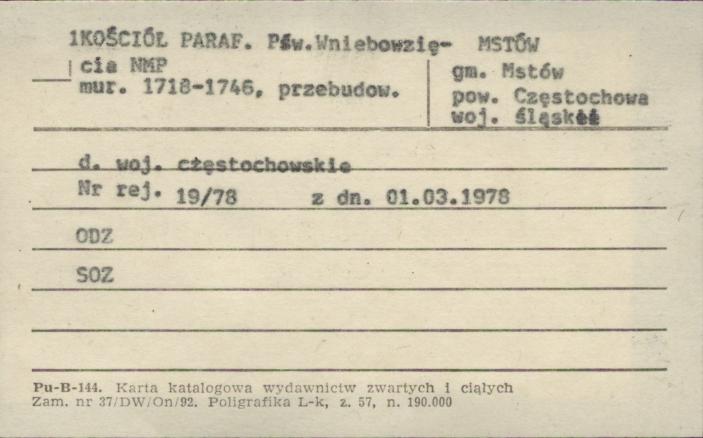 1KOŚCIÓŁ PARAF. Pśw.Wniebowzię- MSTÓW
cia NMP gm. Mstów
mur. 1718-1746, przebudow. pow. Częstochowa
woj. śląskie
d. woj. częstochowskie
Nr rej. 19/78 z dn. 01.03.1978
ODZ
SOZ
Pu-B-144. Karta katalogowa wydawnictw zwartych i ciąłych
Zam. nr 37/DW/On/92. Poligrafika L-k, z. 57, n. 190.000